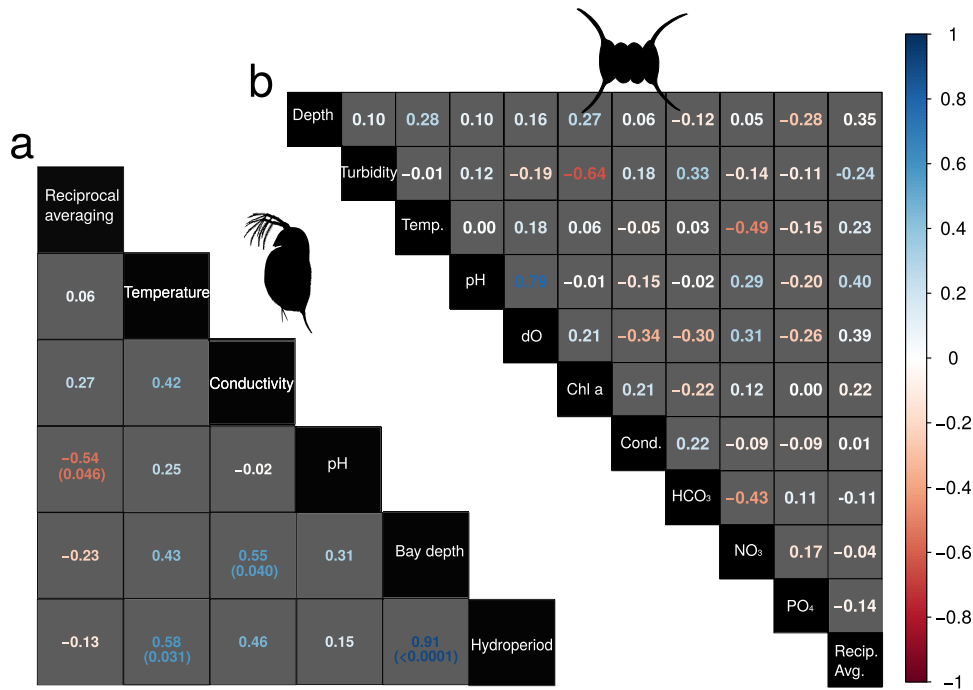 b
1
Depth 0.10 0.28 0.10 0.16 0.27 0.06 −0.12 0.05 −0.28 0.35
0.8
a
Turbidity −0.01 0.12 −0.19 −0.64 0.18 0.33 −0.14 −0.11 -0.24
0.6
Reciprocal
averaging
Temp. 0.00 0.18 0.06 −0.05 0.03 −0.49 −0.15 0.23
0.4
0.06 Temperature
pH 0.79 −0.01 −0.15 −0.02 0.29 −0.20 0.40
0.2
dO 0.21 −0.34 −0.30 0.31 −0.26 0.39
0
0.27 0.42 Conductivity
Chl a 0.21 −0.22 0.12 0.00 0.22
−0.2
Cond. 0.22 −0.09 −0.09 0.01
−0.54 0.25 −0.02 pH
(0.046)
−0.4
HCO₃ −0.43 0.11 -0.11
−0.23 0.43 0.55 0.31 Bay depth
(0.040)
−0.6
NO₃ 0.17 −0.04
−0.8
PO₄ −0.14
−0.13 0.58 0.46 0.15 0.91 Hydroperiod
(0.031) (<0.0001)
Recip.
Avg.
−1